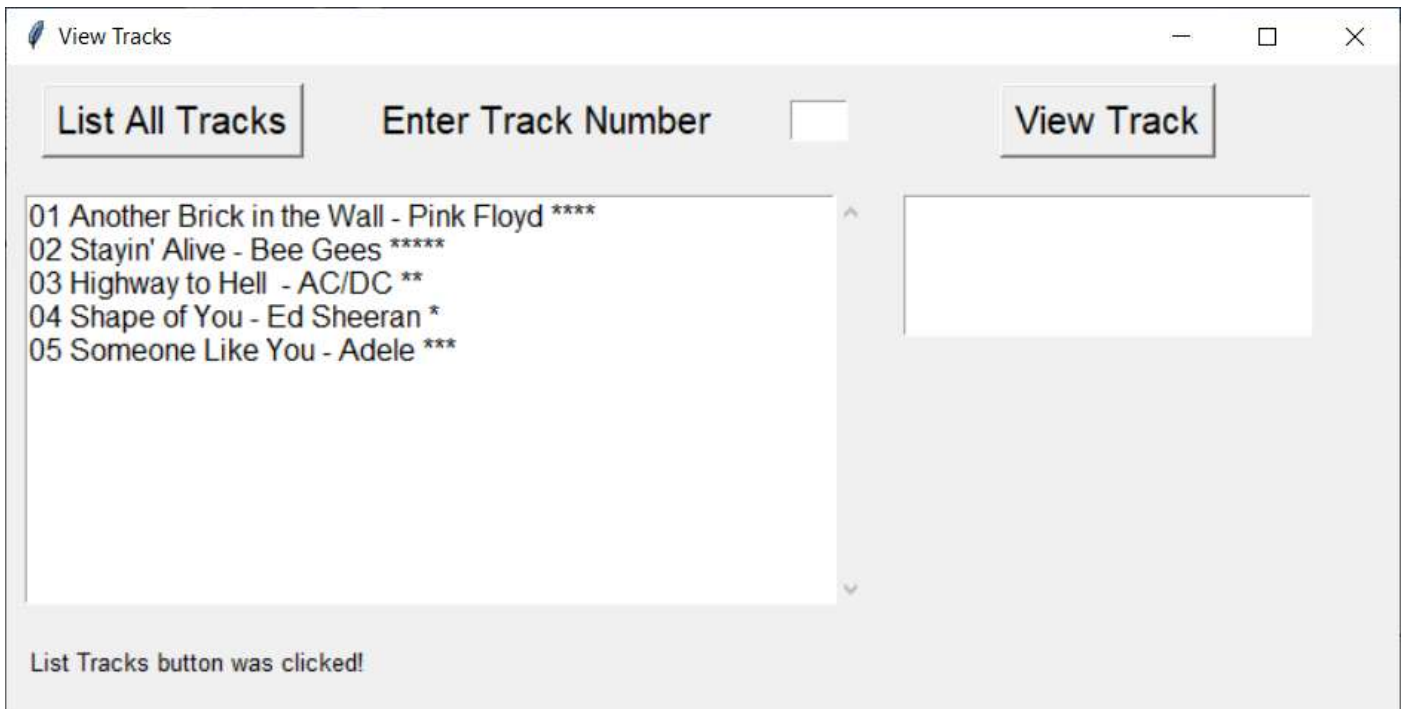 View Tracks
List All Tracks Enter Track Number View Track
01 Another Brick in the Wall - Pink Floyd ****
02 Stayin' Alive - Bee Gees *****
03 Highway to Hell  - AC/DC **
04 Shape of You - Ed Sheeran *
05 Someone Like You - Adele ***
List Tracks button was clicked!